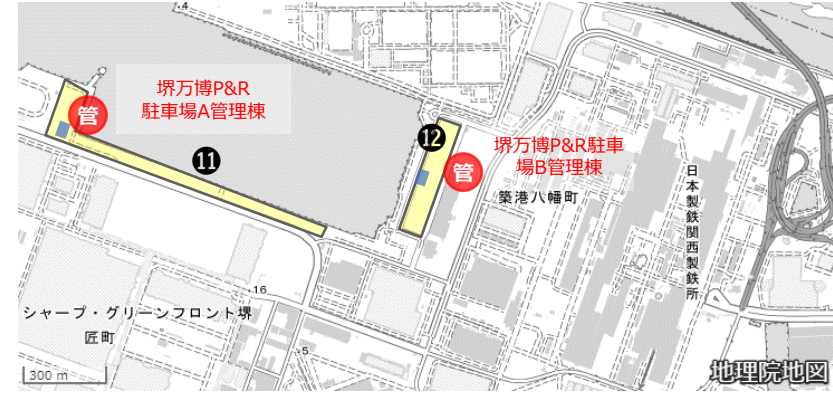 4
堺万博P&R
駐車場A管理棟
管
⓫
⓬
堺万博P&R駐車
場B管理棟
管
築港八幡町
日本製鉄関西製鉄所
16
シャープ・グリーンフロント堺
匠町
5
300 m
地理院地図